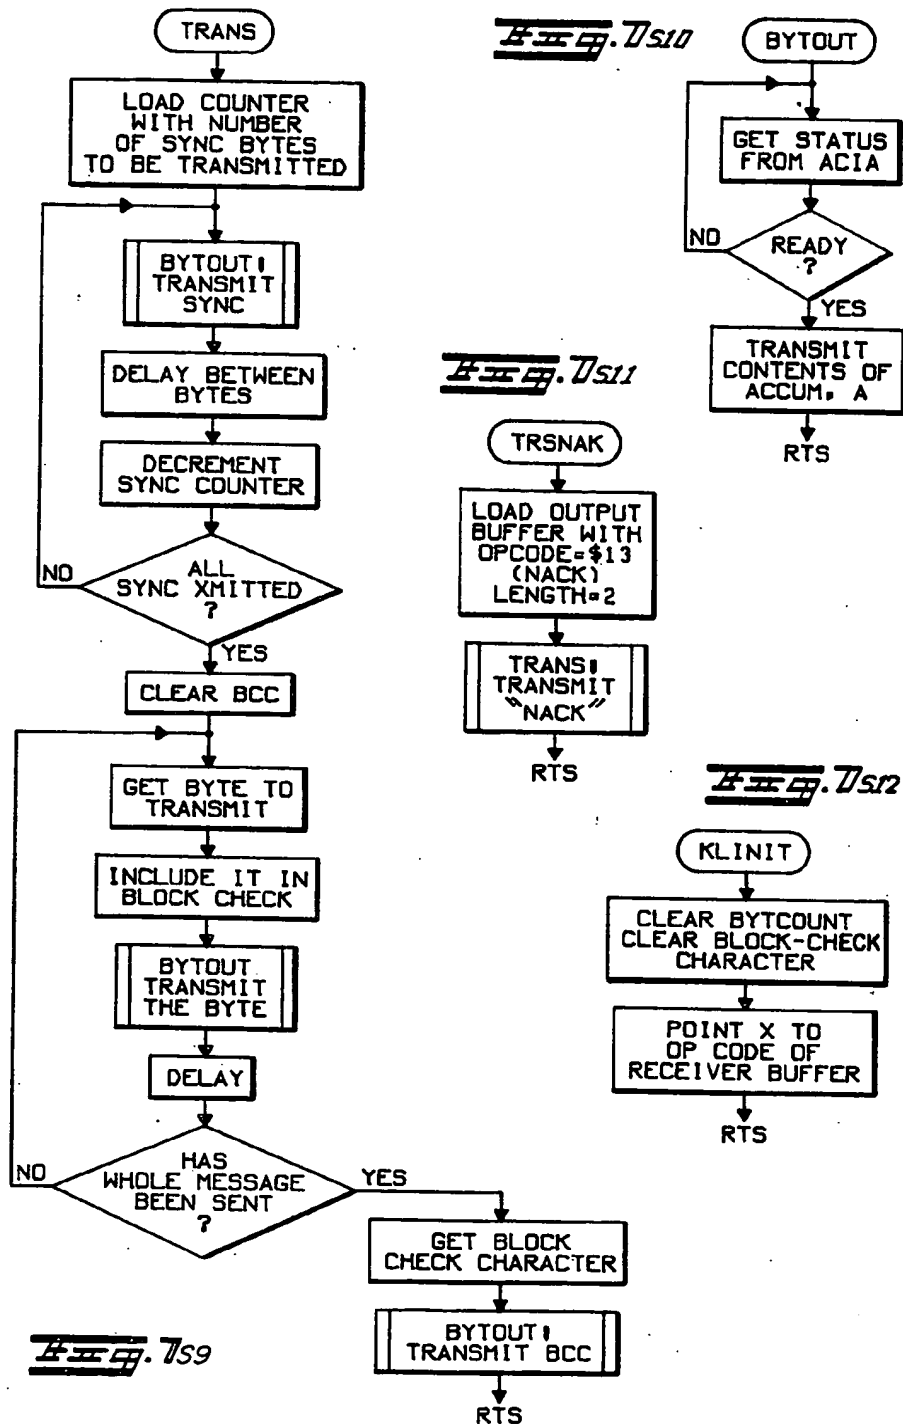 TRANS
LOAD COUNTER
WITH NUMBER
OF SYNC BYTES
TO BE TRANSMITTED
BYTOUT:
TRANSMIT
SYNC
DELAY BETWEEN
BYTES
DECREMENT
SYNC COUNTER
ALL
SYNC XMITTED
?
NO
YES
CLEAR BCC
GET BYTE TO
TRANSMIT
INCLUDE IT IN
BLOCK CHECK
BYTOUT
TRANSMIT
THE BYTE
DELAY
HAS
WHOLE MESSAGE
BEEN SENT
?
NO
YES
GET BLOCK
CHECK CHARACTER
BYTOUT:
TRANSMIT BCC
RTS
Fig. 7S9
Fig. 7S10
BYTOUT
GET STATUS
FROM ACIA
READY
?
NO
YES
TRANSMIT
CONTENTS OF
ACCUM. A
RTS
Fig. 7S11
TRSNAK
LOAD OUTPUT
BUFFER WITH
OPCODE=$13
(NACK)
LENGTH=2
TRANS:
TRANSMIT
"NACK"
RTS
Fig. 7S12
KLINIT
CLEAR BYTCOUNT
CLEAR BLOCK-CHECK
CHARACTER
POINT X TO
OP CODE OF
RECEIVER BUFFER
RTS